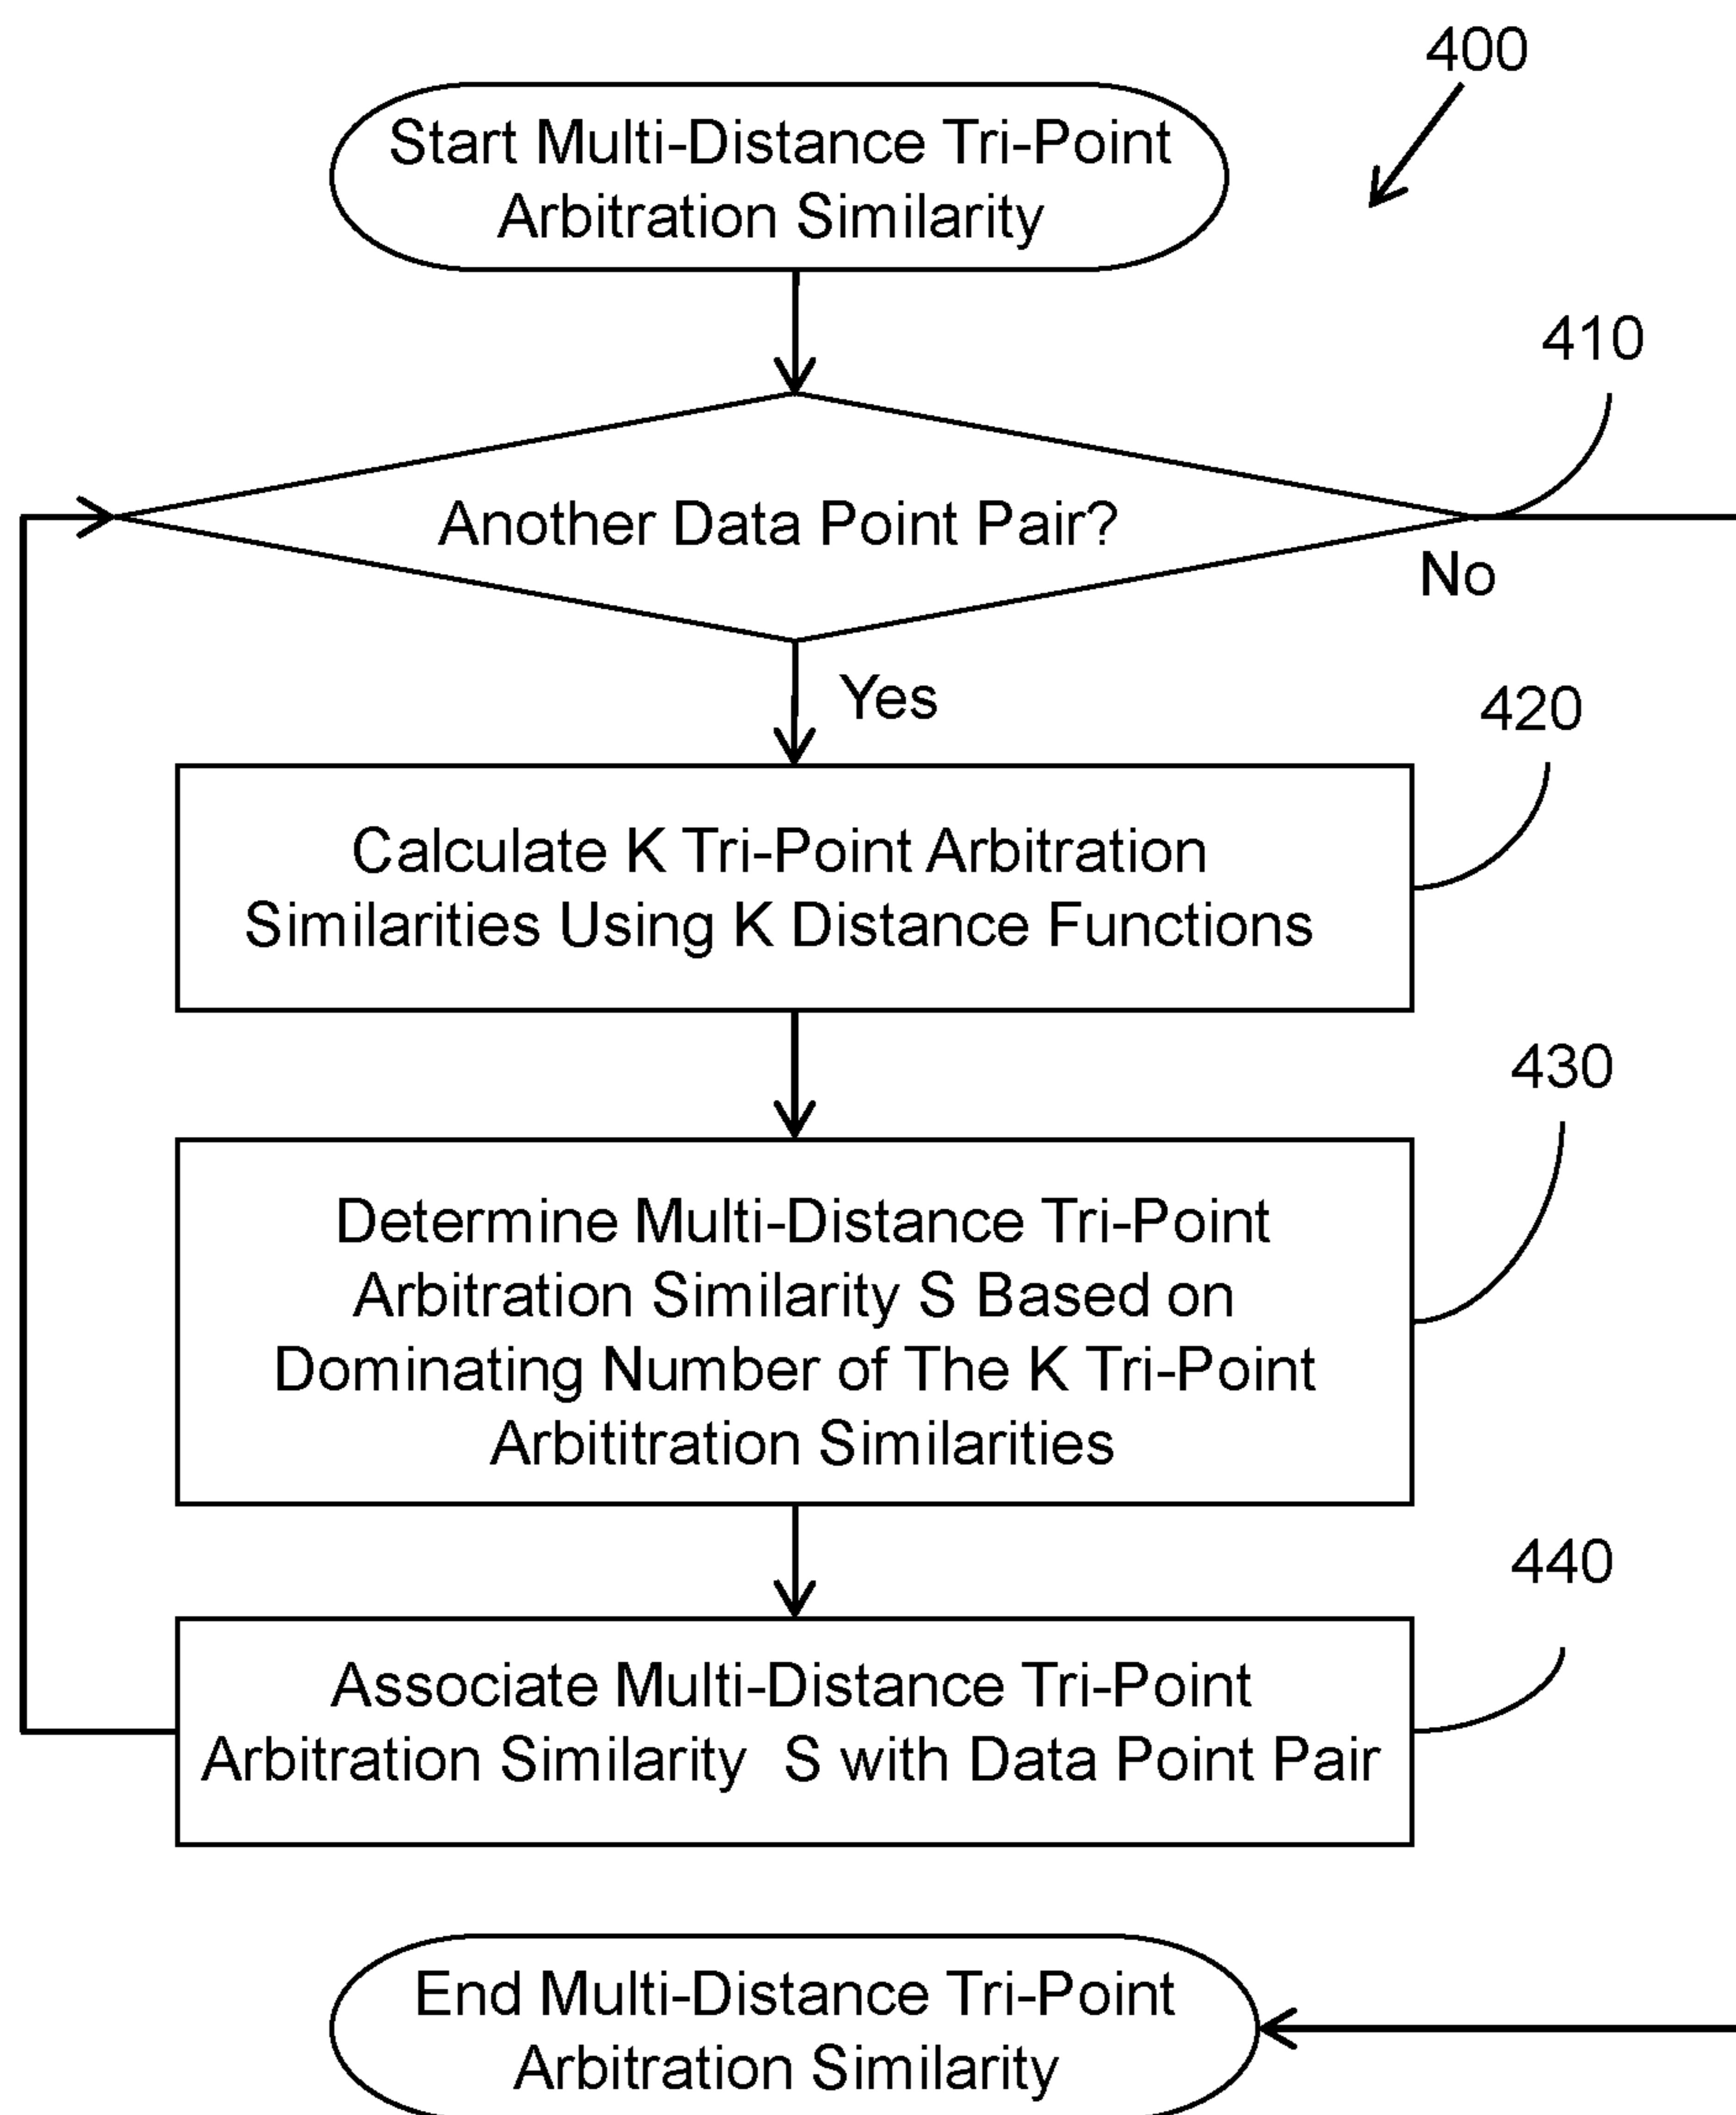 400
Start Multi-Distance Tri-Point
Arbitration Similarity
410
Another Data Point Pair?
No
Yes
420
Calculate K Tri-Point Arbitration
Similarities Using K Distance Functions
430
Determine Multi-Distance Tri-Point
Arbitration Similarity S Based on
Dominating Number of The K Tri-Point
Arbititration Similarities
440
Associate Multi-Distance Tri-Point
Arbitration Similarity  S with Data Point Pair
End Multi-Distance Tri-Point
Arbitration Similarity